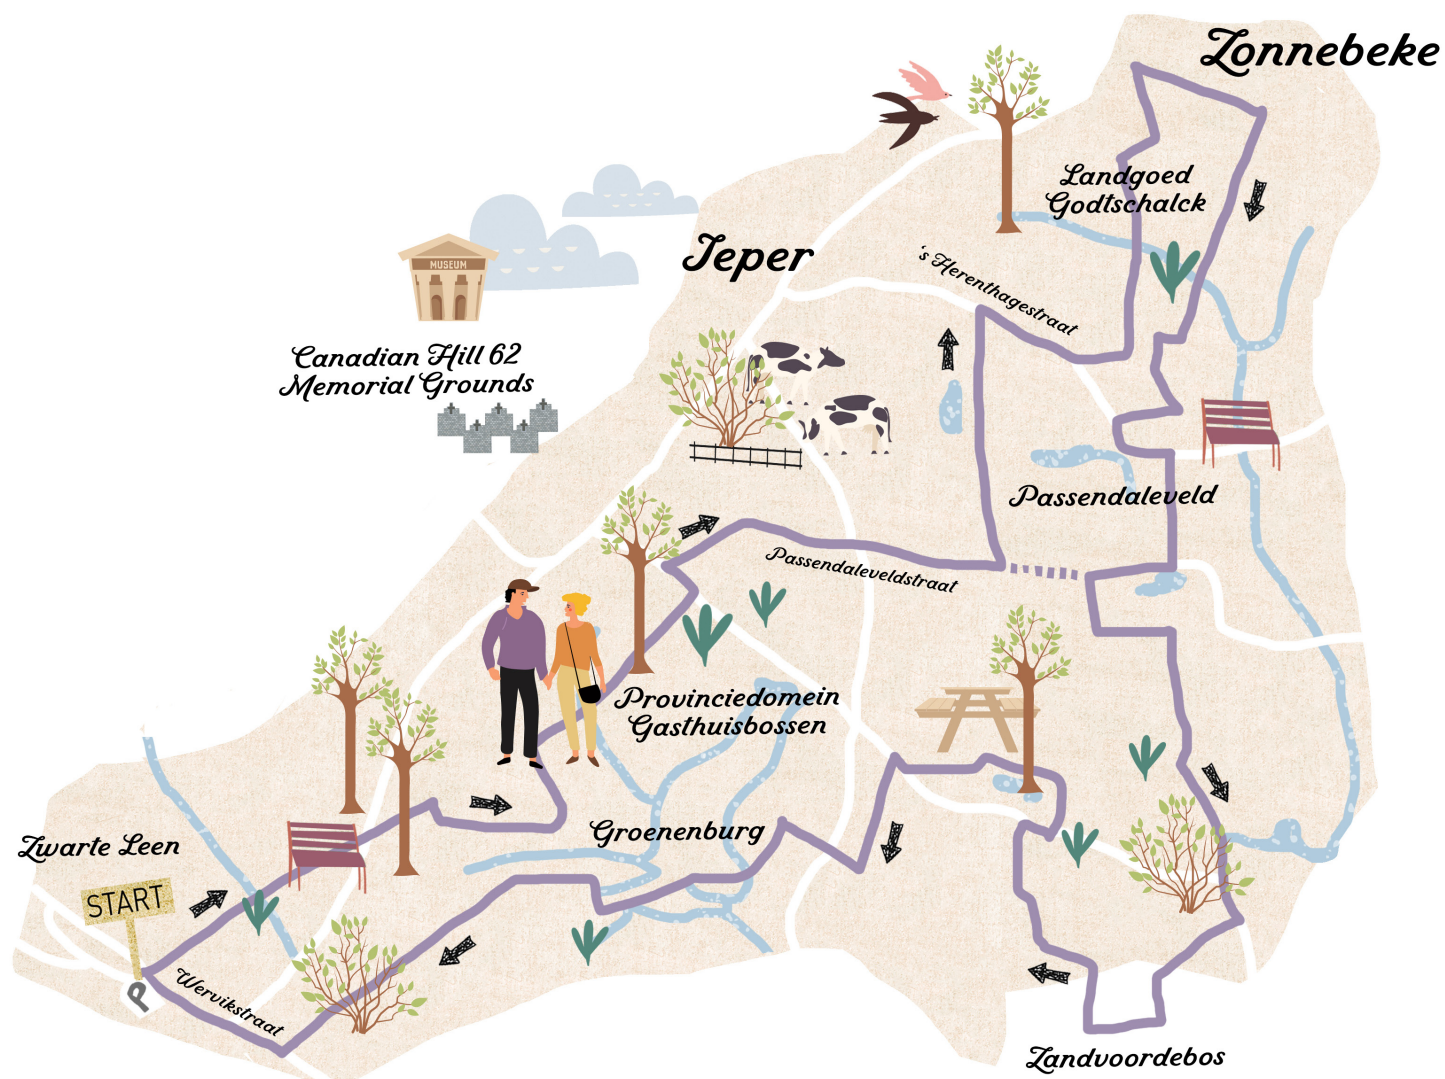 Zonnebeke
Landgoed
Godtschalck
Ieper
's Herenthagestraat
MUSEUM
Canadian Hill 62
Memorial Grounds
Passendaleveld
Passendaleveldstraat
Provinciedomein
Gasthuisbossen
Groenenburg
Zwarte Leen
START
P
Wervikstraat
Zandvoordebos